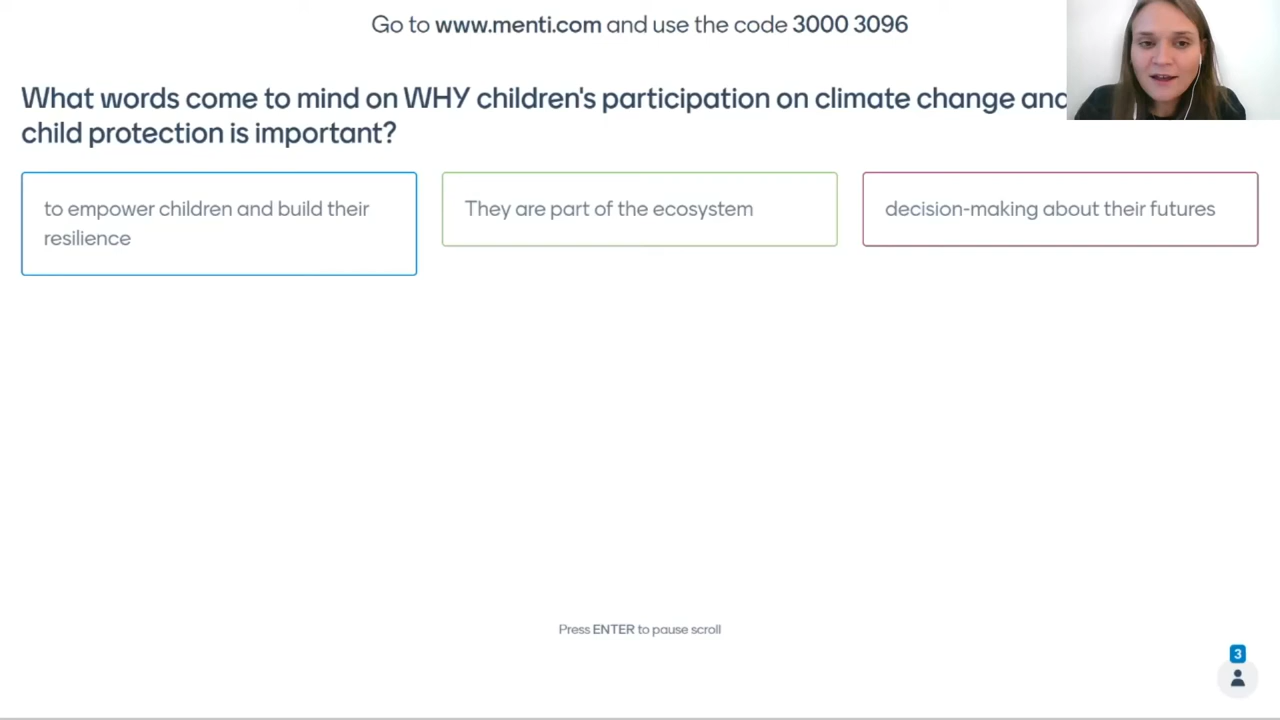 Go to www.menti.com and use the code 3000 3096
What words come to mind on WHY children's participation on climate change and
child protection is important?
to empower children and build their
resilience
They are part of the ecosystem
decision-making about their futures
Press ENTER to pause scroll
3